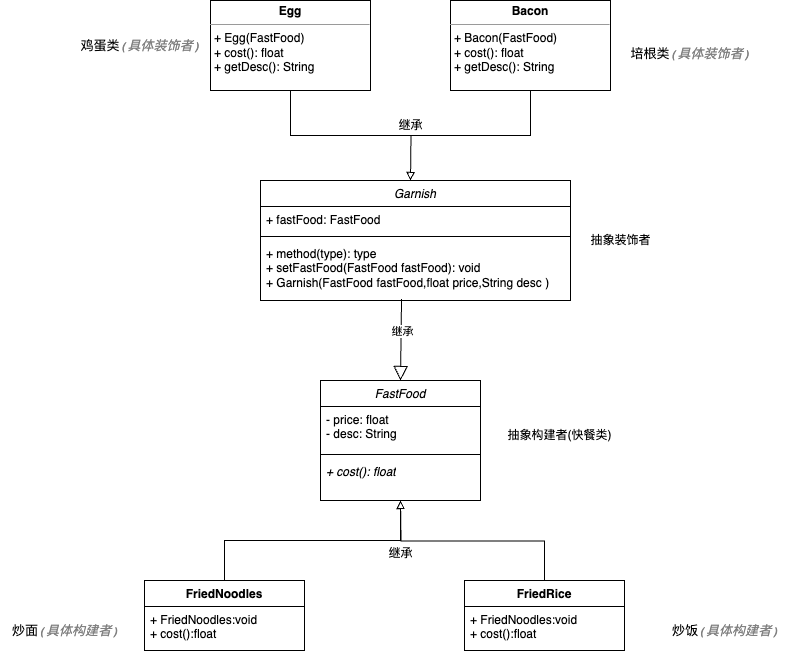 Egg
+ Egg(FastFood)
+ cost(): float
+ getDesc(): String
鸡蛋类 (具体装饰者)
Bacon
+ Bacon(FastFood)
+ cost(): float
+ getDesc(): String
培根类 (具体装饰者)
继承
Garnish
+ fastFood: FastFood
+ method(type): type
+ setFastFood(FastFood fastFood): void
+ Garnish(FastFood fastFood,float price,String desc )
抽象装饰者
继承
FastFood
- price: float
- desc: String
+ cost(): float
抽象构建者(快餐类)
继承
FriedNoodles
+ FriedNoodles:void
+ cost():float
炒面 (具体构建者)
FriedRice
+ FriedNoodles:void
+ cost():float
炒饭 (具体构建者)